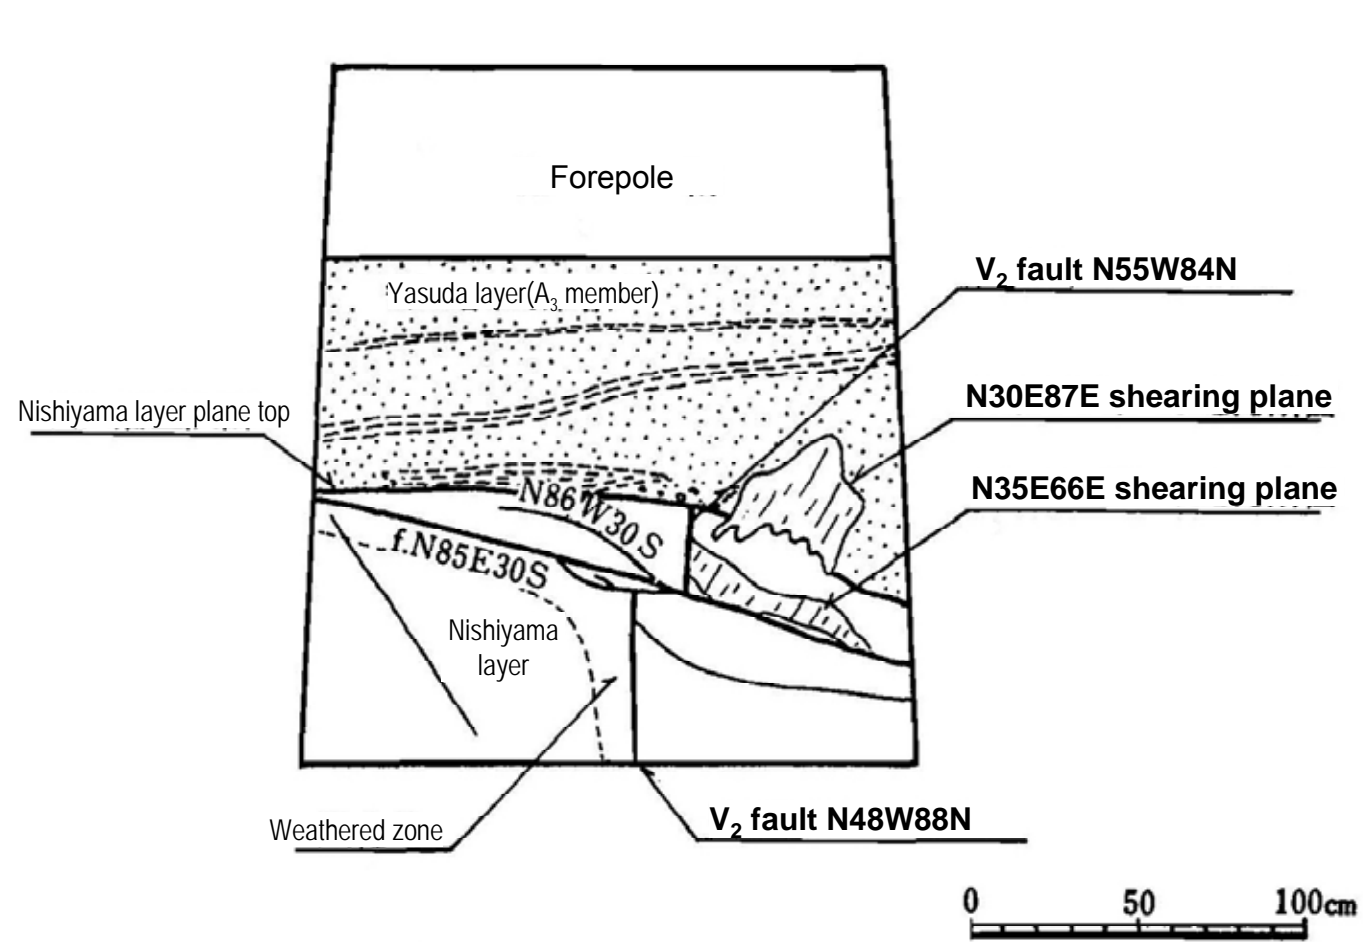 Forepole
V2 fault N55W84N
Yasuda layer(A3 member)
N30E87E shearing plane
Nishiyama layer plane top
N35E66E shearing plane
N86W30S
f.N85E30S
Nishiyama
layer
V2 fault N48W88N
Weathered zone
0 50 100cm